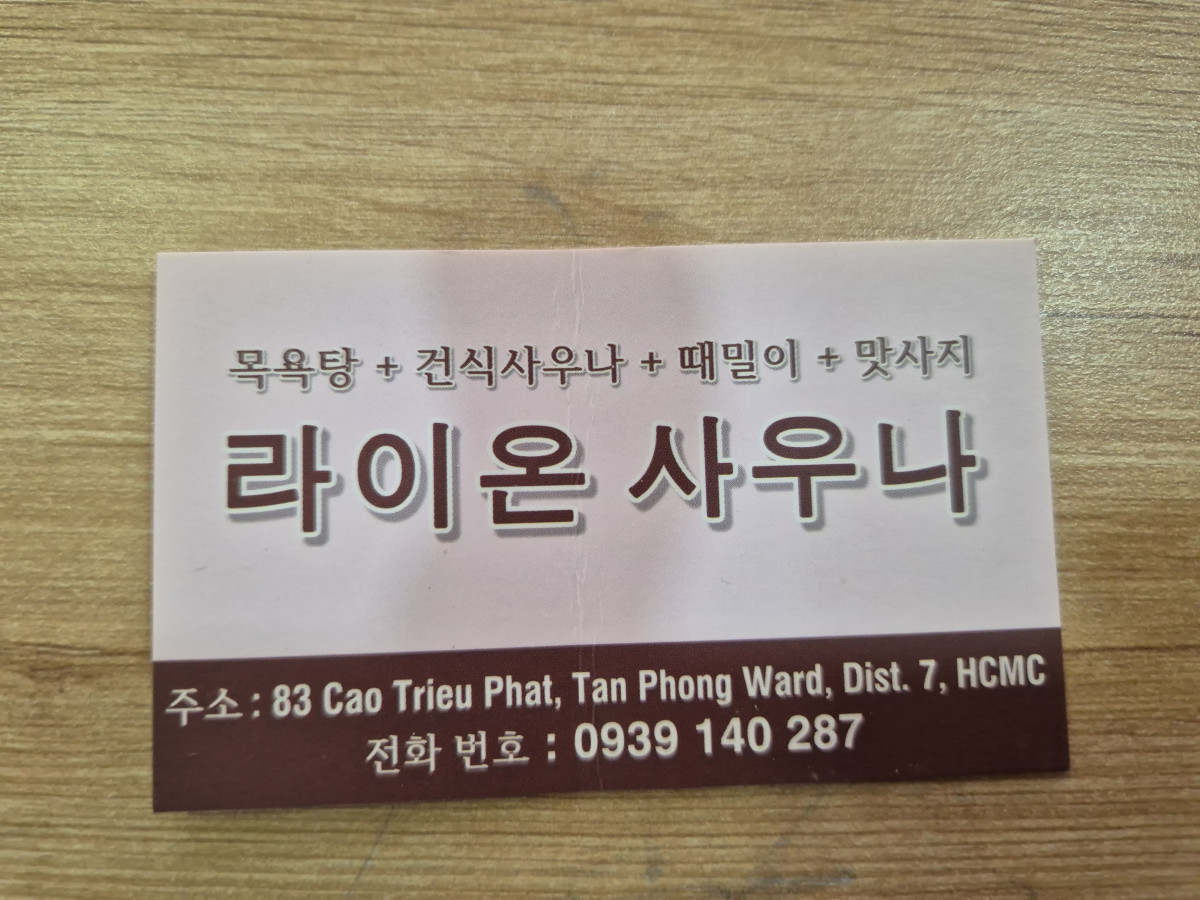 목욕탕 + 건식사우나 + 때밀이 + 맛사지
라이온 사우나
주소 : 83 Cao Trieu Phat, Tan Phong Ward, Dist. 7, HCMC
전화 번호 : 0939 140 287